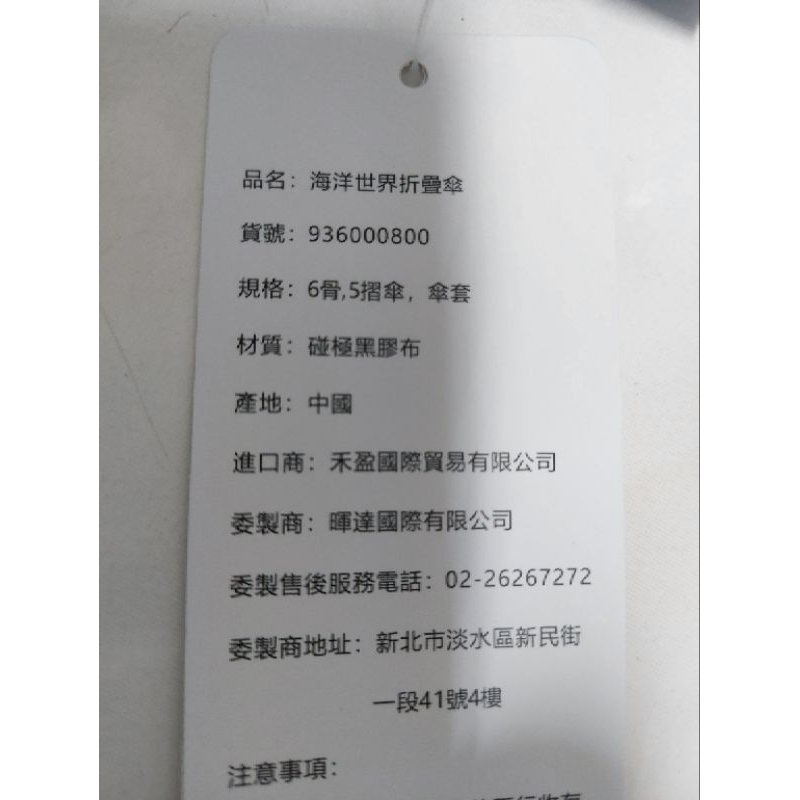 品名：海洋世界折疊傘
貨號：936000800
規格：6骨,5摺傘，傘套
材質：碰極黑膠布
產地：中國
進口商：禾盈國際貿易有限公司
委製商：暉達國際有限公司
委製售後服務電話：02-26267272
委製商地址：新北市淡水區新民街
一段41號4樓
注意事項：